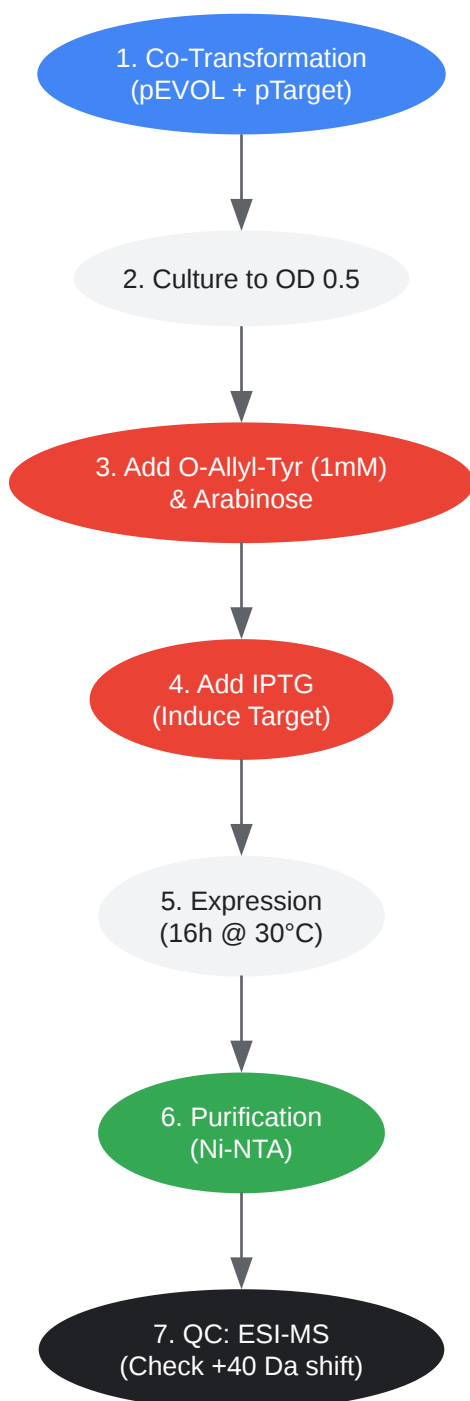 1. Co-Transformation
(pEVOL + pTarget)
2. Culture to OD 0.5
3. Add O-Allyl-Tyr (1mM)
& Arabinose
4. Add IPTG
(Induce Target)
5. Expression
(16h @ 30°C)
6. Purification
(Ni-NTA)
7. QC: ESI-MS
(Check +40 Da shift)